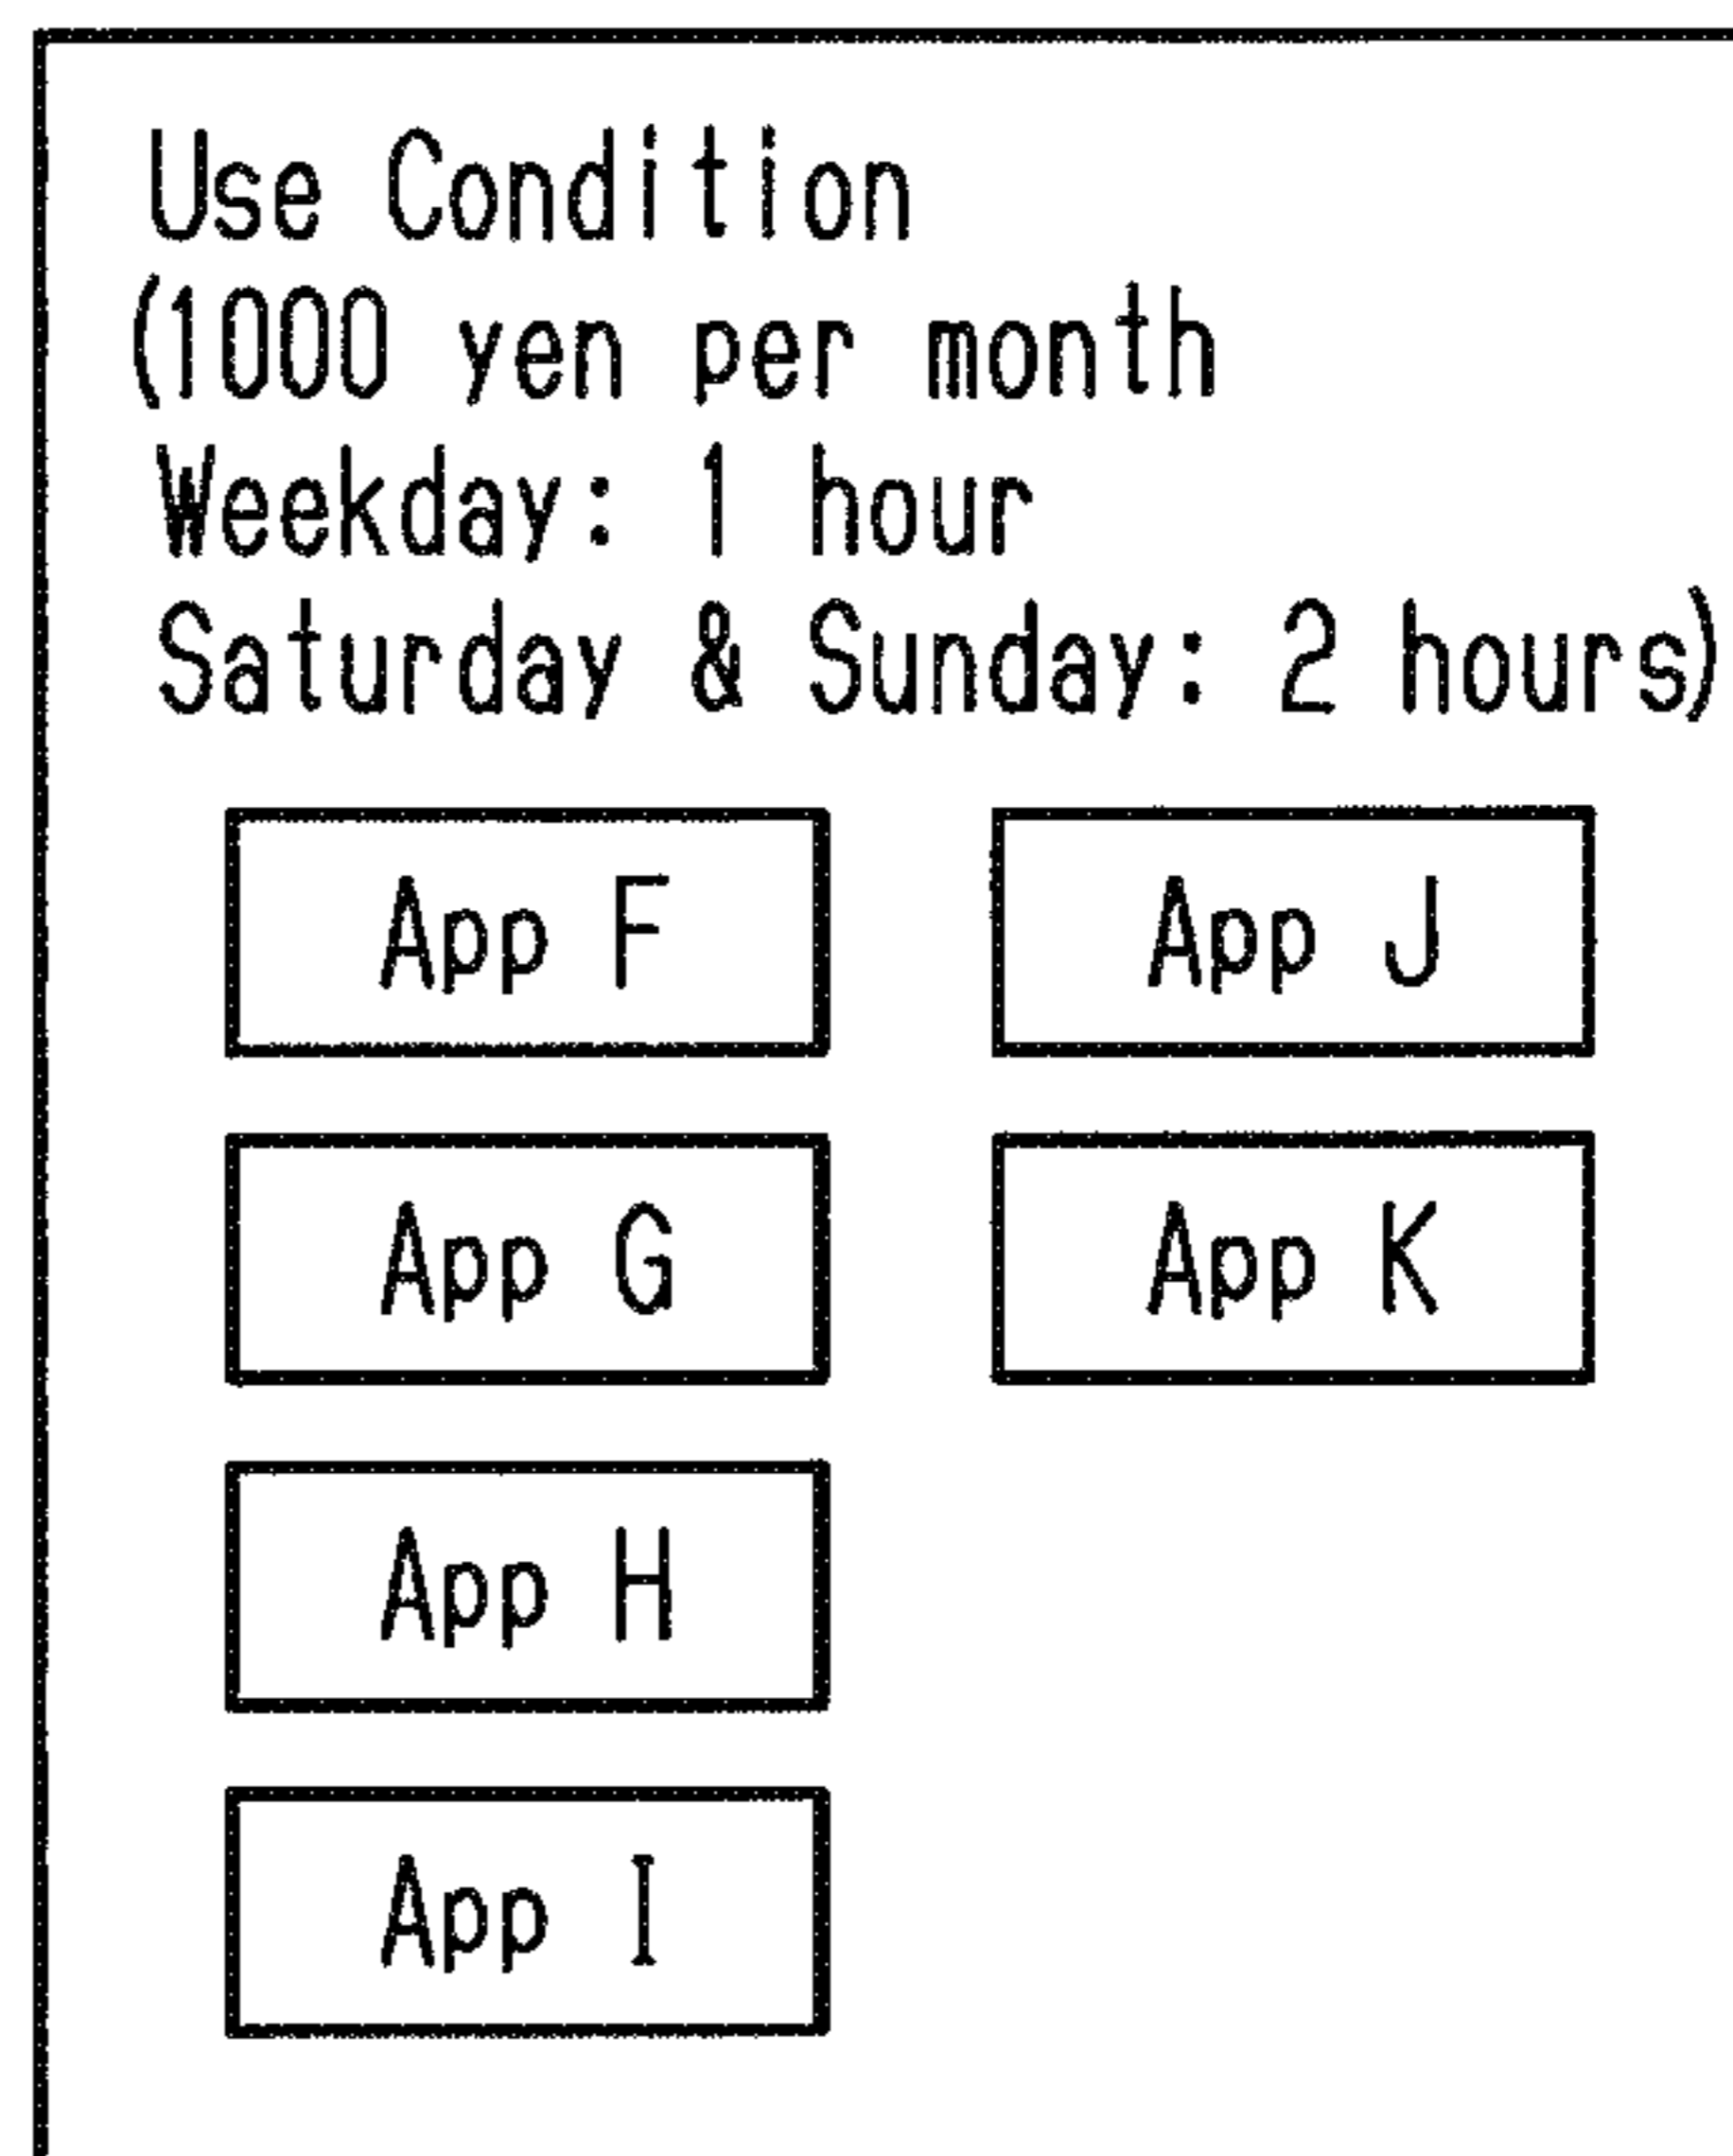 Use Condition
(1000 yen per month
Weekday: 1 hour
Saturday & Sunday: 2 hours)
App F
App J
App G
App K
App H
App I